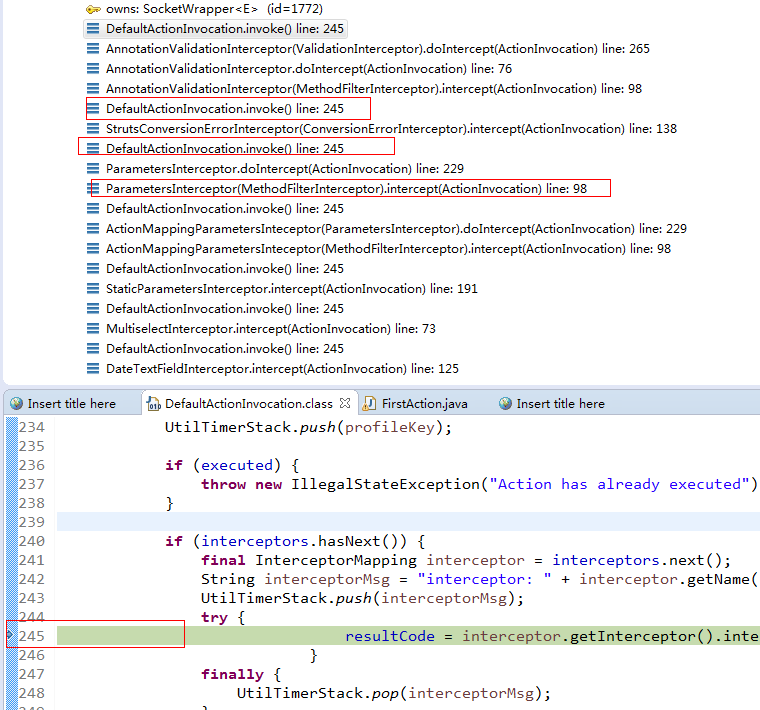 owns: SocketWrapper<E> (id=1772)
DefaultActionInvocation.invoke() line: 245
AnnotationValidationInterceptor(ValidationInterceptor).doIntercept(ActionInvocation) line: 265
AnnotationValidationInterceptor.doIntercept(ActionInvocation) line: 76
AnnotationValidationInterceptor(MethodFilterInterceptor).intercept(ActionInvocation) line: 98
DefaultActionInvocation.invoke() line: 245
StrutsConversionErrorInterceptor(ConversionErrorInterceptor).intercept(ActionInvocation) line: 138
DefaultActionInvocation.invoke() line: 245
ParametersInterceptor.doIntercept(ActionInvocation) line: 229
ParametersInterceptor(MethodFilterInterceptor).intercept(ActionInvocation) line: 98
DefaultActionInvocation.invoke() line: 245
ActionMappingParametersInteceptor(ParametersInterceptor).doIntercept(ActionInvocation) line: 229
ActionMappingParametersInteceptor(MethodFilterInterceptor).intercept(ActionInvocation) line: 98
DefaultActionInvocation.invoke() line: 245
StaticParametersInterceptor.intercept(ActionInvocation) line: 191
DefaultActionInvocation.invoke() line: 245
MultiselectInterceptor.intercept(ActionInvocation) line: 73
DefaultActionInvocation.invoke() line: 245
DateTextFieldInterceptor.intercept(ActionInvocation) line: 125
Insert title here DefaultActionInvocation.class FirstAction.java Insert title here
234 UtilTimerStack.push(profileKey);
235
236 if (executed) {
237 throw new IllegalStateException("Action has already executed")
238 }
239
240 if (interceptors.hasNext()) {
241 final InterceptorMapping interceptor = interceptors.next();
242 String interceptorMsg = "interceptor: " + interceptor.getName(
243 UtilTimerStack.push(interceptorMsg);
244 try {
245 resultCode = interceptor.getInterceptor().inte
246 }
247 finally {
248 UtilTimerStack.pop(interceptorMsg);